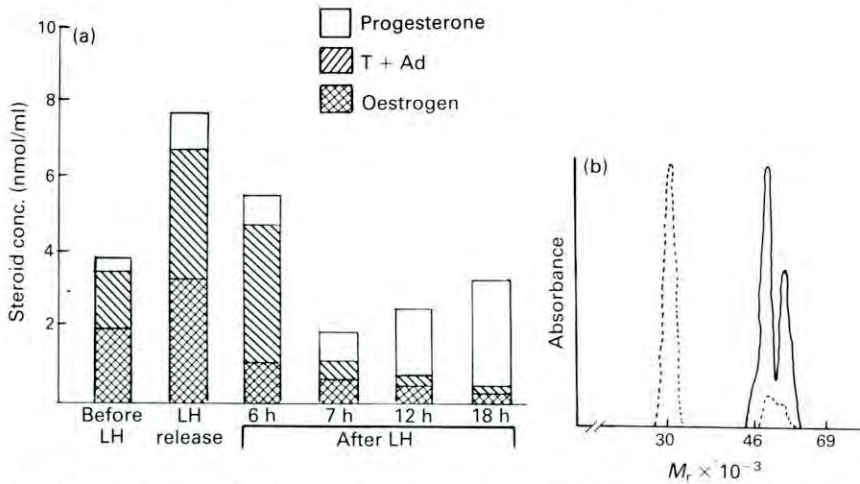 (a)
Progesterone
T + Ad
Oestrogen
10
8
6
4
2
Steroid conc. (nmol/ml)
Before LH
LH release
6 h
7 h
12 h
18 h
After LH
(b)
Absorbance
30
46
69
Mᵣ × 10⁻³